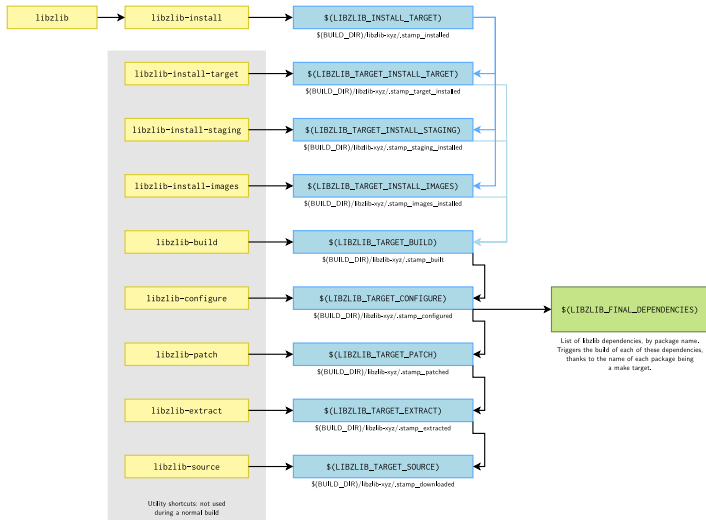 libzlib
libzlib-install
$(LIBZLIB_INSTALL_TARGET)
$(BUILD_DIR)/libzlib-xyz/.stamp_installed
libzlib-install-target
$(LIBZLIB_TARGET_INSTALL_TARGET)
$(BUILD_DIR)/libzlib-xyz/.stamp_target_installed
libzlib-install-staging
$(LIBZLIB_TARGET_INSTALL_STAGING)
$(BUILD_DIR)/libzlib-xyz/.stamp_staging_installed
libzlib-install-images
$(LIBZLIB_TARGET_INSTALL_IMAGES)
$(BUILD_DIR)/libzlib-xyz/.stamp_images_installed
libzlib-build
$(LIBZLIB_TARGET_BUILD)
$(BUILD_DIR)/libzlib-xyz/.stamp_built
libzlib-configure
$(LIBZLIB_TARGET_CONFIGURE)
$(BUILD_DIR)/libzlib-xyz/.stamp_configured
$(LIBZLIB_FINAL_DEPENDENCIES)
List of libzlib dependencies, by package name.
Triggers the build of each of these dependencies,
thanks to the name of each package being
a make target.
libzlib-patch
$(LIBZLIB_TARGET_PATCH)
$(BUILD_DIR)/libzlib-xyz/.stamp_patched
libzlib-extract
$(LIBZLIB_TARGET_EXTRACT)
$(BUILD_DIR)/libzlib-xyz/.stamp_extracted
libzlib-source
$(LIBZLIB_TARGET_SOURCE)
$(BUILD_DIR)/libzlib-xyz/.stamp_downloaded
Utility shortcuts; not used
during a normal build